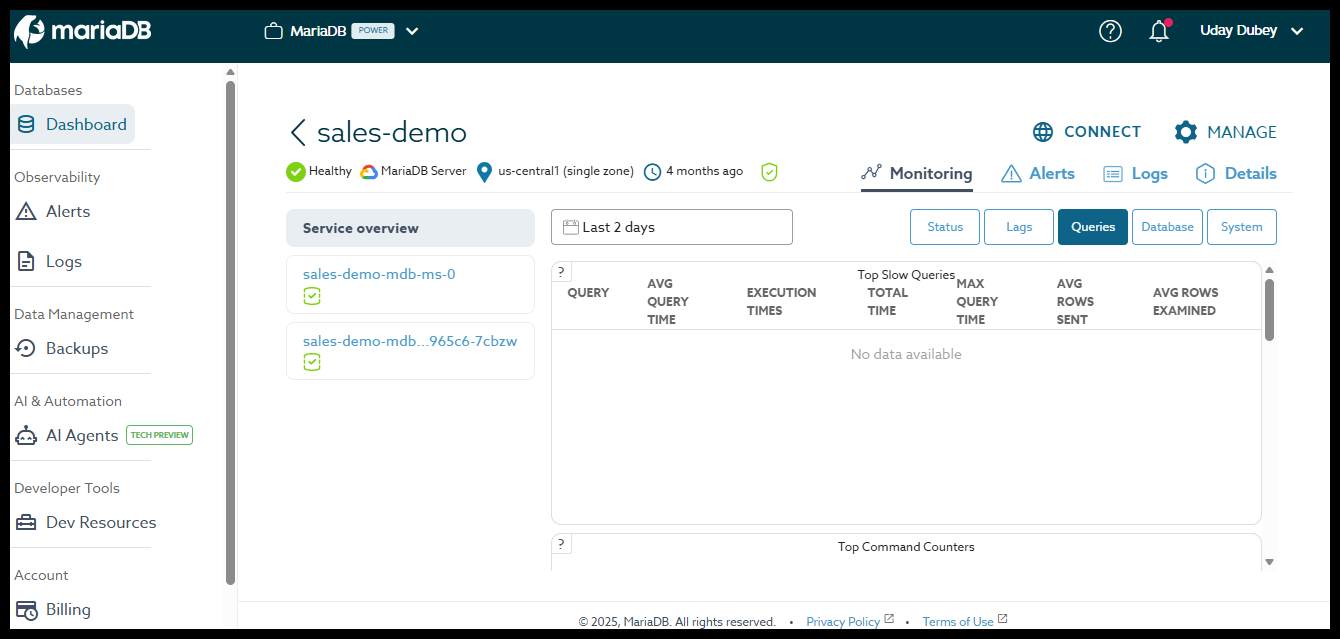 mariaDB
MariaDB POWER
Uday Dubey
Databases
Dashboard
Observability
Alerts
Logs
Data Management
Backups
AI & Automation
AI Agents TECH PREVIEW
Developer Tools
Dev Resources
Account
Billing
sales-demo
CONNECT MANAGE
Healthy MariaDB Server us-central1 (single zone) 4 months ago
Monitoring Alerts Logs Details
Service overview
sales-demo-mdb-ms-0
sales-demo-mdb...965c6-7cbzw
Last 2 days
Status Lags Queries Database System
?
Top Slow Queries
QUERY
AVG
QUERY
TIME
EXECUTION
TIMES
TOTAL
TIME
MAX
QUERY
TIME
AVG
ROWS
SENT
AVG ROWS
EXAMINED
No data available
?
Top Command Counters
© 2025, MariaDB. All rights reserved. • Privacy Policy • Terms of Use